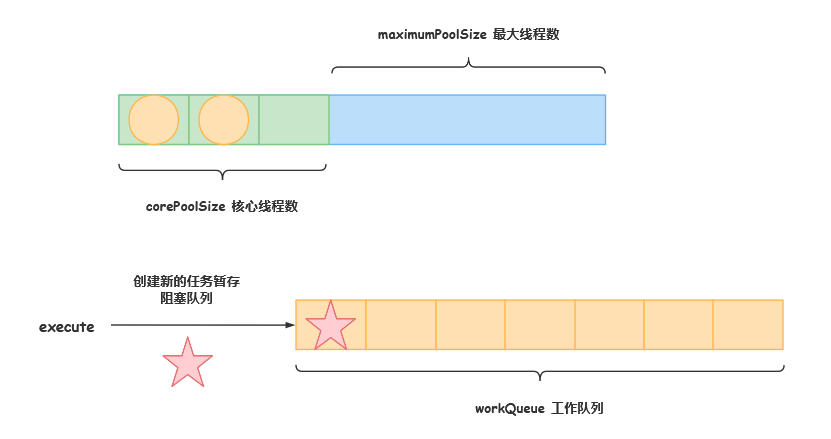 maximumPoolSize 最大线程数
corePoolSize 核心线程数
创建新的任务暂存
阻塞队列
execute
workQueue 工作队列